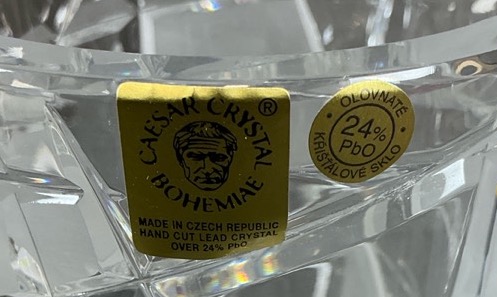 CAESAR CRYSTAL ®
BOHEMIAE
MADE IN CZECH REPUBLIC
HAND CUT LEAD CRYSTAL
OVER 24% PbO
OLOVNATÉ
24%
PbO
KŘIŠŤÁLOVÉ SKLO